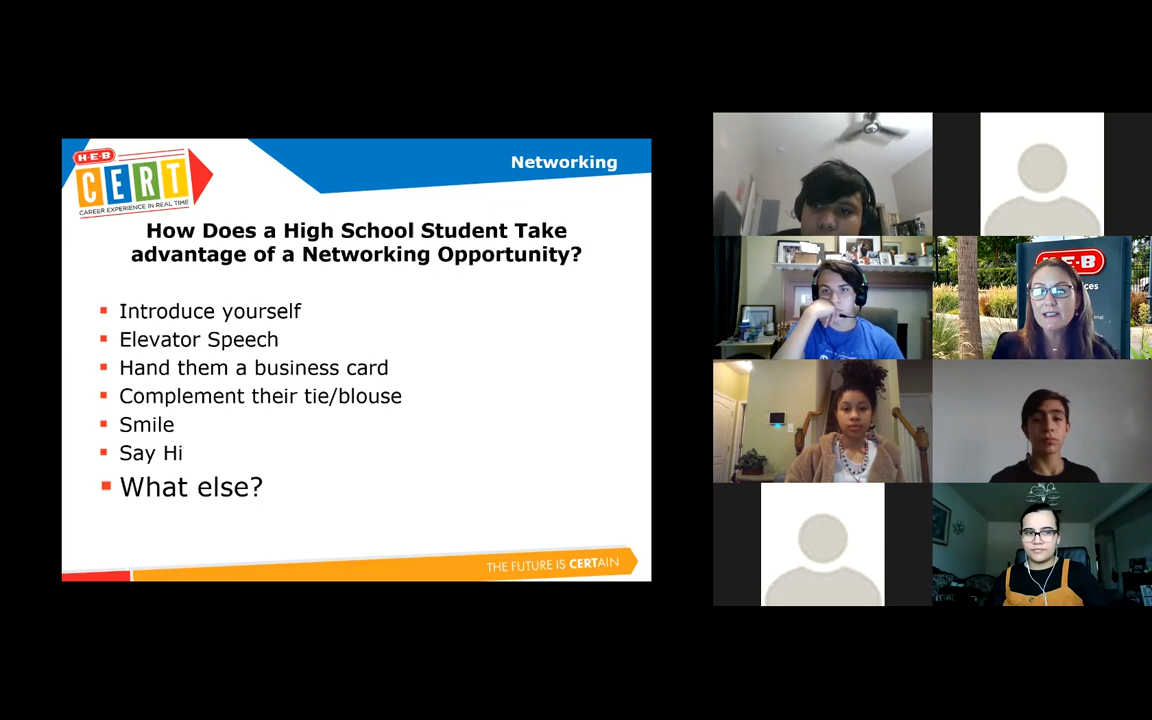 H-E-B
CERT
CAREER EXPERIENCE IN REAL TIME
Networking
How Does a High School Student Take
advantage of a Networking Opportunity?
Introduce yourself
Elevator Speech
Hand them a business card
Complement their tie/blouse
Smile
Say Hi
What else?
THE FUTURE IS CERTAIN
H-E-B